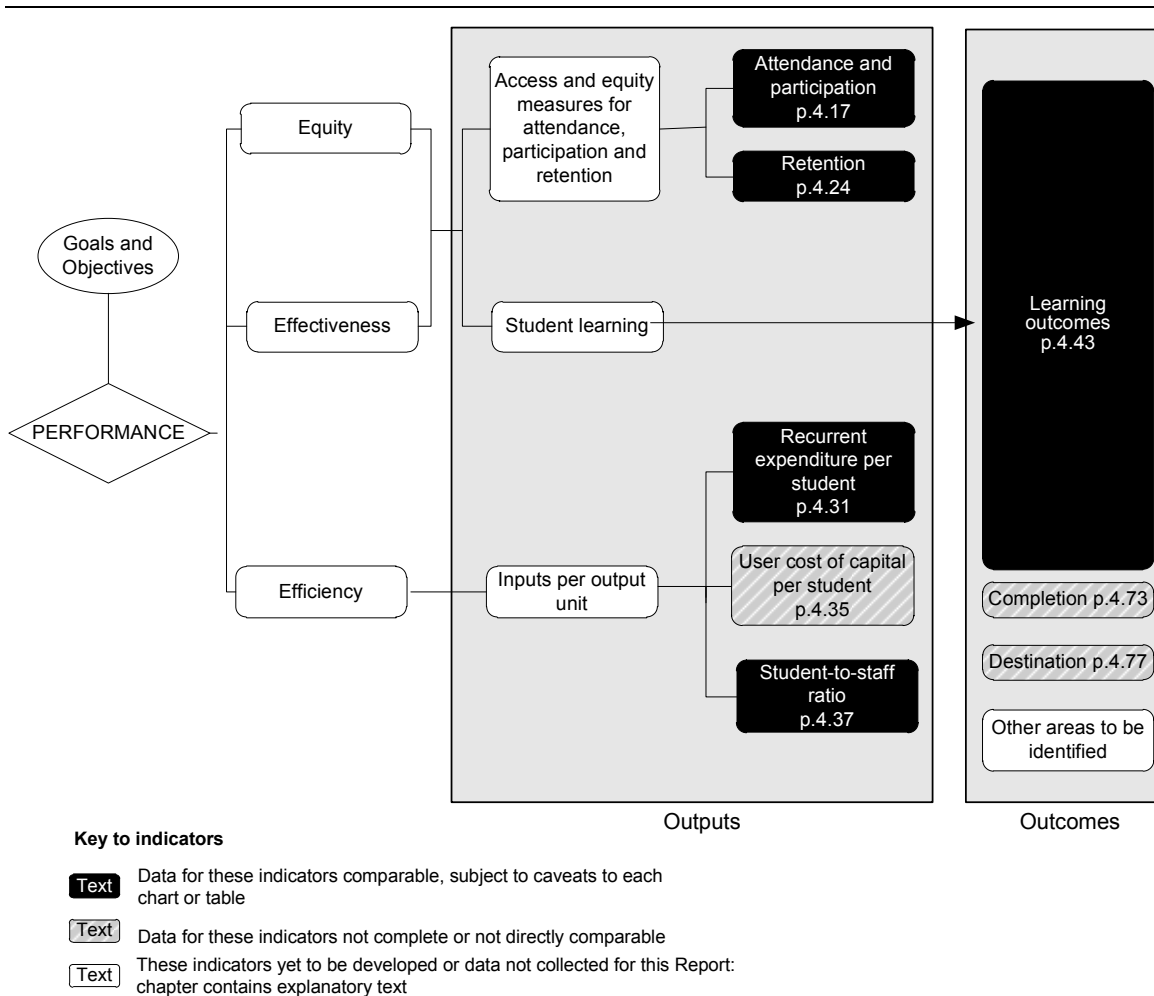 Goals and
Objectives
PERFORMANCE
Equity
Effectiveness
Efficiency
Access and equity
measures for
attendance,
participation and
retention
Student learning
Inputs per output
unit
Attendance and
participation
p.4.17
Retention
p.4.24
Recurrent
expenditure per
student
p.4.31
User cost of capital
per student
p.4.35
Student-to-staff
ratio
p.4.37
Outputs
Learning
outcomes
p.4.43
Completion p.4.73
Destination p.4.77
Other areas to be
identified
Outcomes
Key to indicators
Text Data for these indicators comparable, subject to caveats to each
chart or table
Text Data for these indicators not complete or not directly comparable
Text These indicators yet to be developed or data not collected for this Report:
chapter contains explanatory text